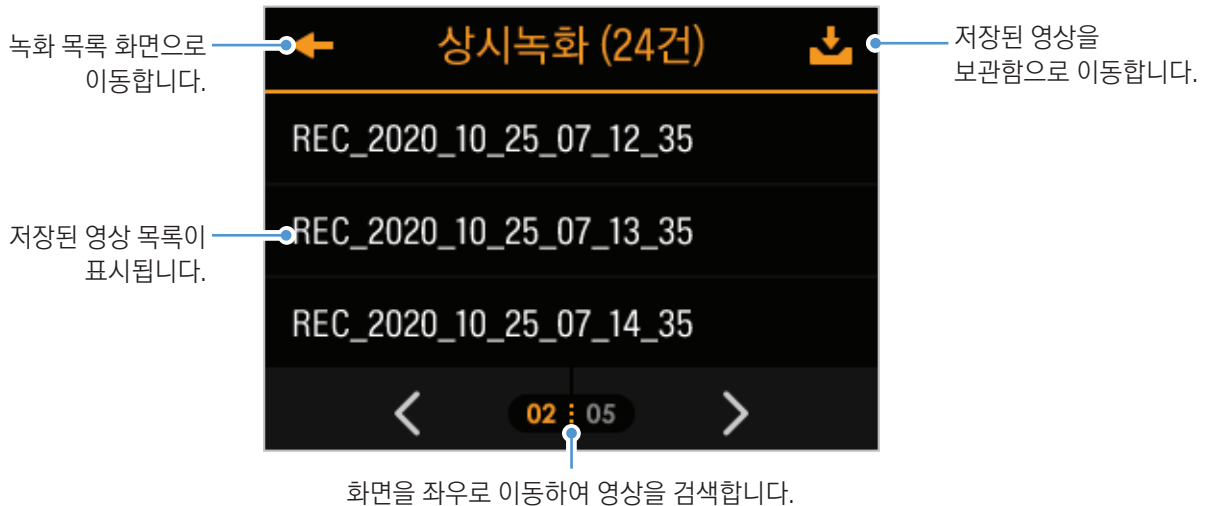 녹화 목록 화면으로
이동합니다.
상시녹화 (24건)
저장된 영상을
보관함으로 이동합니다.
REC_2020_10_25_07_12_35
저장된 영상 목록이
표시됩니다.
REC_2020_10_25_07_13_35
REC_2020_10_25_07_14_35
02 : 05
화면을 좌우로 이동하여 영상을 검색합니다.